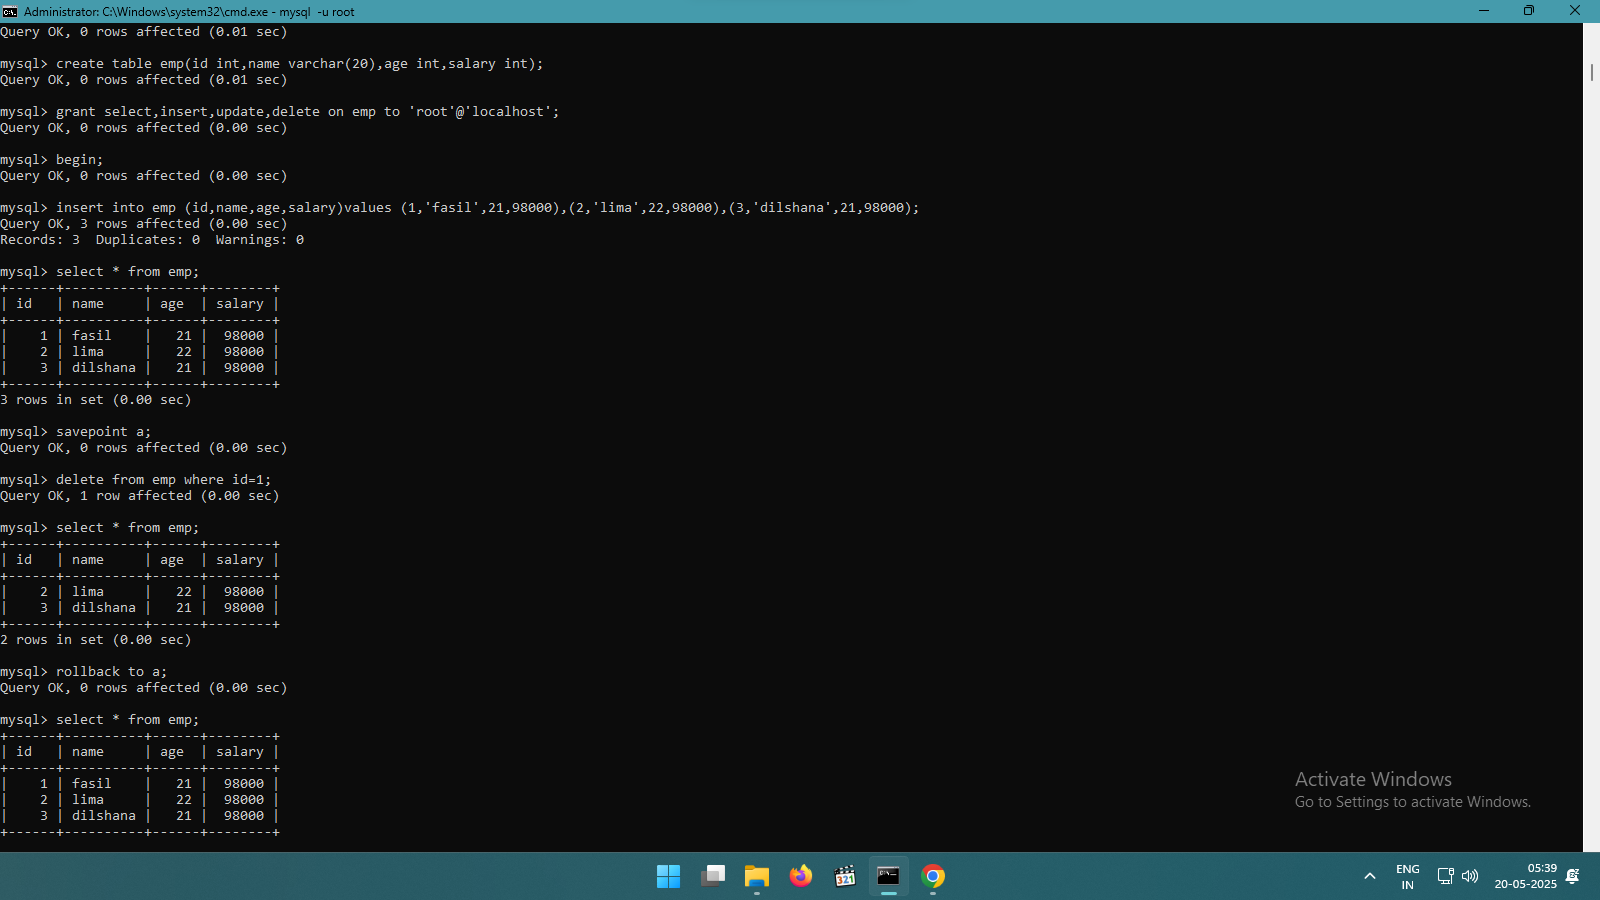 Administrator: C:\Windows\system32\cmd.exe - mysql  -u root
Query OK, 0 rows affected (0.01 sec)
mysql> create table emp(id int,name varchar(20),age int,salary int);
Query OK, 0 rows affected (0.01 sec)
mysql> grant select,insert,update,delete on emp to 'root'@'localhost';
Query OK, 0 rows affected (0.00 sec)
mysql> begin;
Query OK, 0 rows affected (0.00 sec)
mysql> insert into emp (id,name,age,salary)values (1,'fasil',21,98000),(2,'lima',22,98000),(3,'dilshana',21,98000);
Query OK, 3 rows affected (0.00 sec)
Records: 3  Duplicates: 0  Warnings: 0
mysql> select * from emp;
+------+----------+------+--------+
| id   | name     | age  | salary |
+------+----------+------+--------+
|    1 | fasil    |   21 |  98000 |
|    2 | lima     |   22 |  98000 |
|    3 | dilshana |   21 |  98000 |
+------+----------+------+--------+
3 rows in set (0.00 sec)
mysql> savepoint a;
Query OK, 0 rows affected (0.00 sec)
mysql> delete from emp where id=1;
Query OK, 1 row affected (0.00 sec)
mysql> select * from emp;
+------+----------+------+--------+
| id   | name     | age  | salary |
+------+----------+------+--------+
|    2 | lima     |   22 |  98000 |
|    3 | dilshana |   21 |  98000 |
+------+----------+------+--------+
2 rows in set (0.00 sec)
mysql> rollback to a;
Query OK, 0 rows affected (0.00 sec)
mysql> select * from emp;
+------+----------+------+--------+
| id   | name     | age  | salary |
+------+----------+------+--------+
|    1 | fasil    |   21 |  98000 |
|    2 | lima     |   22 |  98000 |
|    3 | dilshana |   21 |  98000 |
+------+----------+------+--------+
Activate Windows
Go to Settings to activate Windows.
321
ENG
IN
05:39
20-05-2025